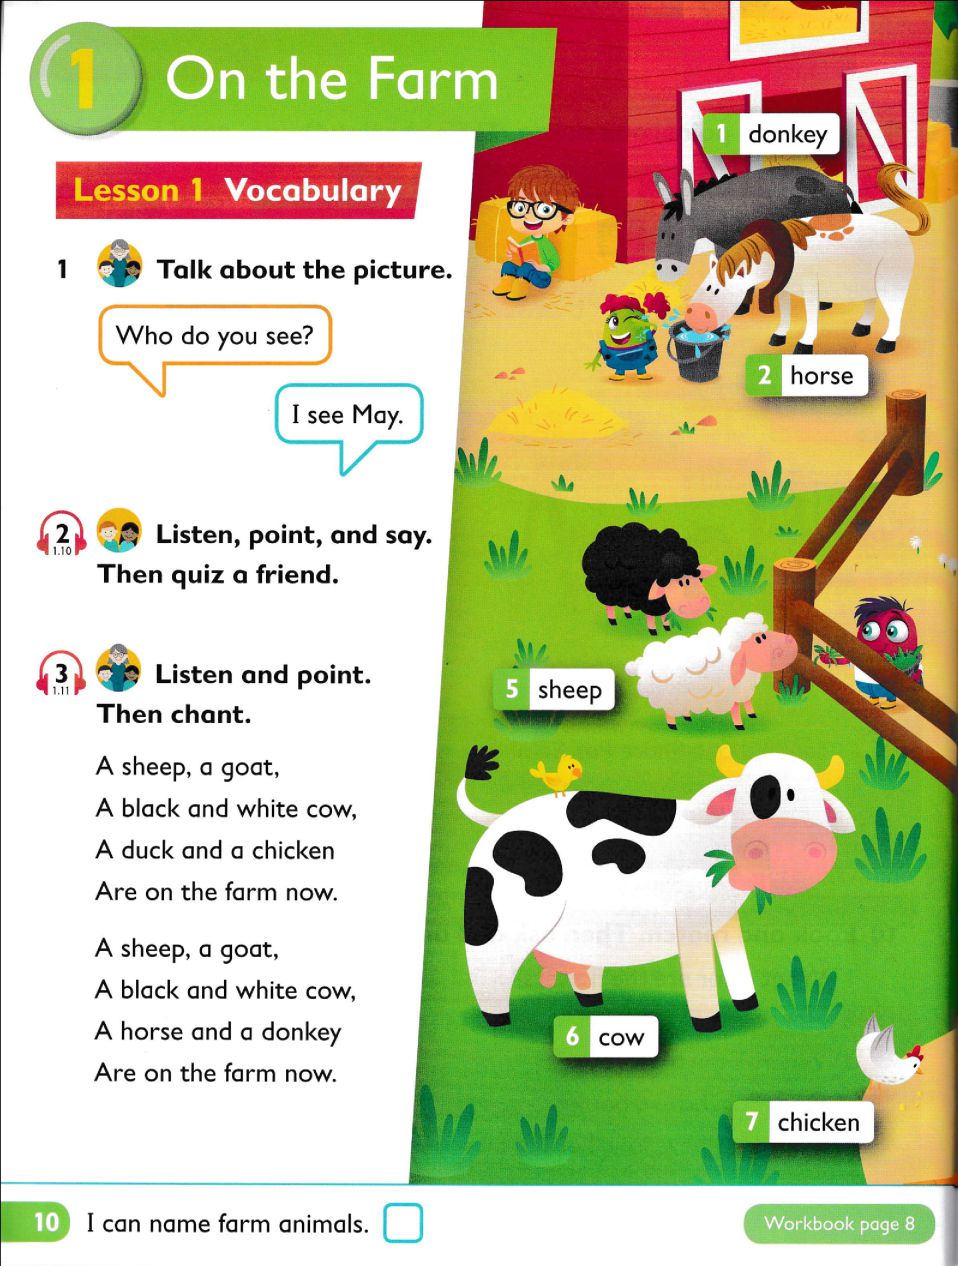 1 On the Farm
Lesson 1 Vocabulary
1 Talk about the picture.
Who do you see?
I see May.
2 Listen, point, and say.
1.10
Then quiz a friend.
3 Listen and point.
1.11
Then chant.
A sheep, a goat,
A black and white cow,
A duck and a chicken
Are on the farm now.
A sheep, a goat,
A black and white cow,
A horse and a donkey
Are on the farm now.
1 donkey
2 horse
5 sheep
6 cow
7 chicken
10 I can name farm animals.
Workbook page 8